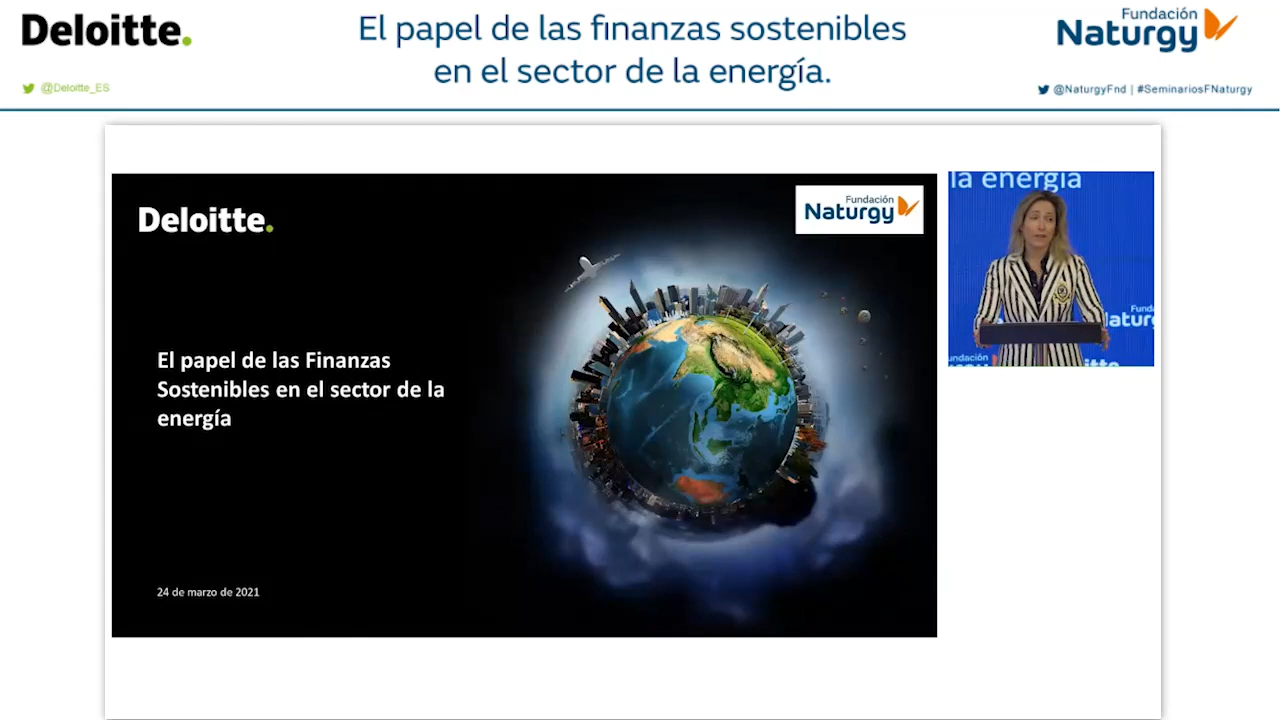 Deloitte.
@Deloitte_ES
El papel de las finanzas sostenibles
en el sector de la energía.
Fundación
Naturgy
@NaturgyFnd | #SeminariosFNaturgy
Deloitte.
Fundación
Naturgy
El papel de las Finanzas
Sostenibles en el sector de la
energía
24 de marzo de 2021
la energía